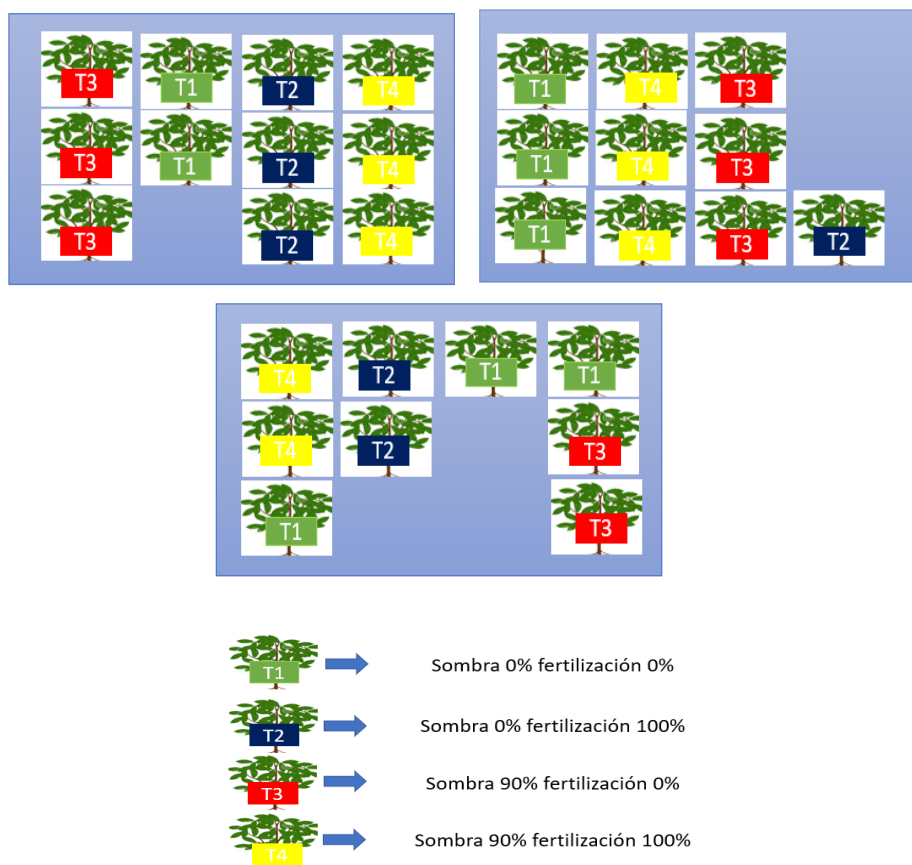 T3 T1 T2 T4
T3 T1 T2 T4
T3 T2 T4
T1 T4 T3
T1 T4 T3
T1 T4 T3 T2
T4 T2 T1 T1
T4 T2 T3
T1 T3
T1 Sombra 0% fertilización 0%
T2 Sombra 0% fertilización 100%
T3 Sombra 90% fertilización 0%
T4 Sombra 90% fertilización 100%